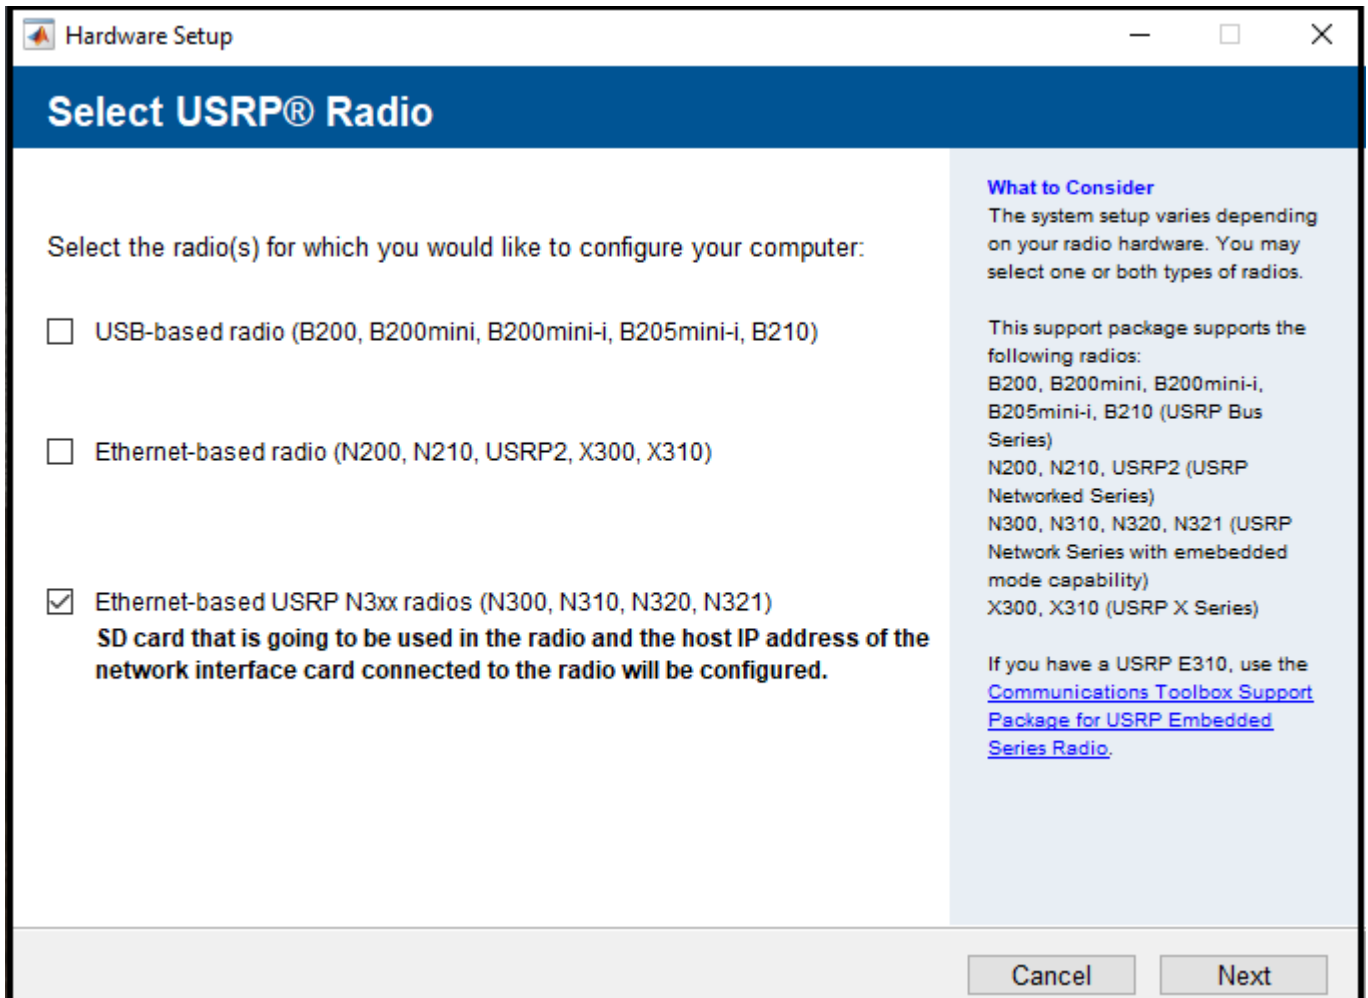 Hardware Setup
Select USRP® Radio
Select the radio(s) for which you would like to configure your computer:
USB-based radio (B200, B200mini, B200mini-i, B205mini-i, B210)
Ethernet-based radio (N200, N210, USRP2, X300, X310)
Ethernet-based USRP N3xx radios (N300, N310, N320, N321)
SD card that is going to be used in the radio and the host IP address of the
network interface card connected to the radio will be configured.
What to Consider
The system setup varies depending
on your radio hardware. You may
select one or both types of radios.
This support package supports the
following radios:
B200, B200mini, B200mini-i,
B205mini-i, B210 (USRP Bus
Series)
N200, N210, USRP2 (USRP
Networked Series)
N300, N310, N320, N321 (USRP
Network Series with emebedded
mode capability)
X300, X310 (USRP X Series)
If you have a USRP E310, use the
Communications Toolbox Support
Package for USRP Embedded
Series Radio.
Cancel
Next